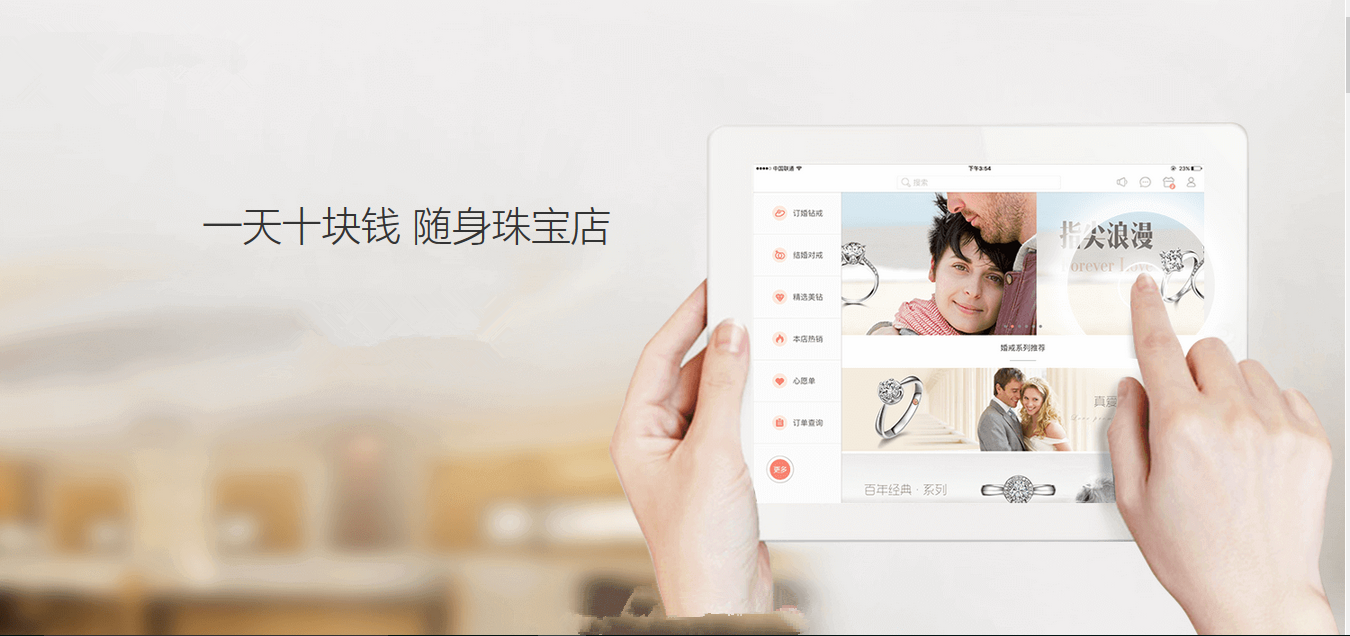 一天十块钱 随身珠宝店
中国联通
下午3:54
23%
搜索
订婚钻戒
结婚对戒
精选美钻
本店热销
心愿单
订单查询
更多
指尖浪漫
Forever Love
婚戒系列推荐
真爱
百年经典·系列